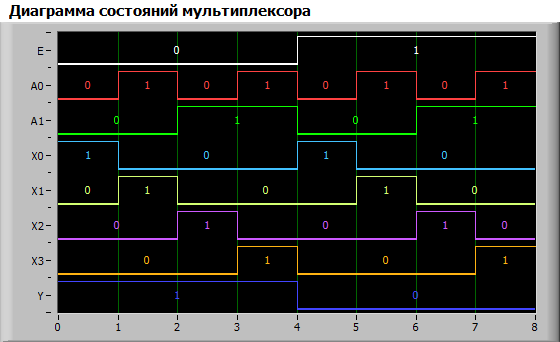 Диаграмма состояний мультиплексора
E 0 1
A0 0 1 0 1 0 1 0 1
A1 0 1 0 1
X0 1 0 1 0
X1 0 1 0 1 0
X2 0 1 0 1 0
X3 0 1 0 1
Y 1 0
0 1 2 3 4 5 6 7 8